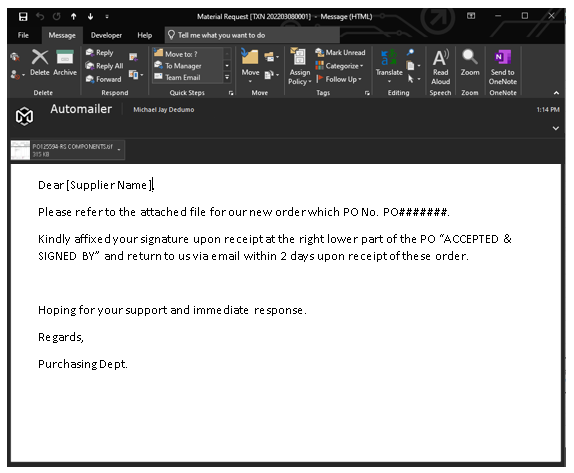 Material Request [TXN 202203080001] - Message (HTML)
File Message Developer Help Tell me what you want to do
Reply Move to: ? Mark Unread
Reply All To Manager Categorize
Forward Team Email Follow Up
Delete Archive Move Assign Policy Translate Read Aloud Zoom Send to OneNote
Delete Respond Quick Steps Move Tags Editing Speech Zoom OneNote
Automailer Michael Jay Dedumo 1:14 PM
PO125594-RS COMPONENTS.tif
315 KB
Dear [Supplier Name],
Please refer to the attached file for our new order which PO No. PO#######.
Kindly affixed your signature upon receipt at the right lower part of the PO “ACCEPTED &
SIGNED BY” and return to us via email within 2 days upon receipt of these order.
Hoping for your support and immediate response.
Regards,
Purchasing Dept.